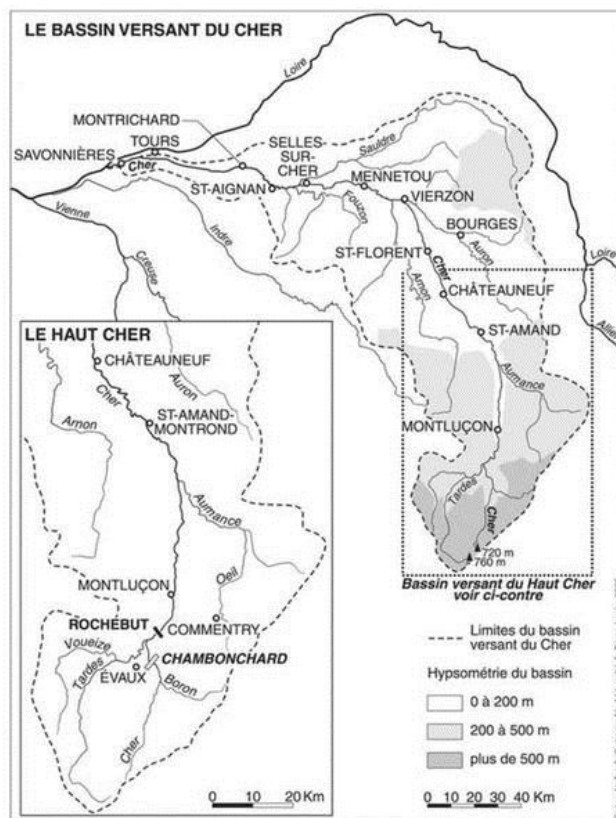 LE BASSIN VERSANT DU CHER
Loire
MONTRICHARD
TOURS
SAVONNIÈRES
Cher
SELLES-
SUR-
CHER
Sauldre
MENNETOU
ST-AIGNAN
VIERZON
Vienne
Fouzon
BOURGES
Indre
Auron
ST-FLORENT
Cher
Loire
Creuse
Arnon
CHÂTEAUNEUF
ST-AMAND
Aumance
MONTLUÇON
Tardes
Cher
720 m
760 m
Bassin versant du Haut Cher
voir ci-contre
LE HAUT CHER
CHÂTEAUNEUF
Cher
Auron
ST-AMAND-
MONTROND
Arnon
Aumance
Oeil
MONTLUÇON
ROCHEBUT
COMMENTRY
Voueize
CHAMBONCHARD
Tardes
ÉVAUX
Boron
Cher
0 10 20 Km
Limites du bassin
versant du Cher
Hypsométrie du bassin
0 à 200 m
200 à 500 m
plus de 500 m
0 10 20 30 40 Km